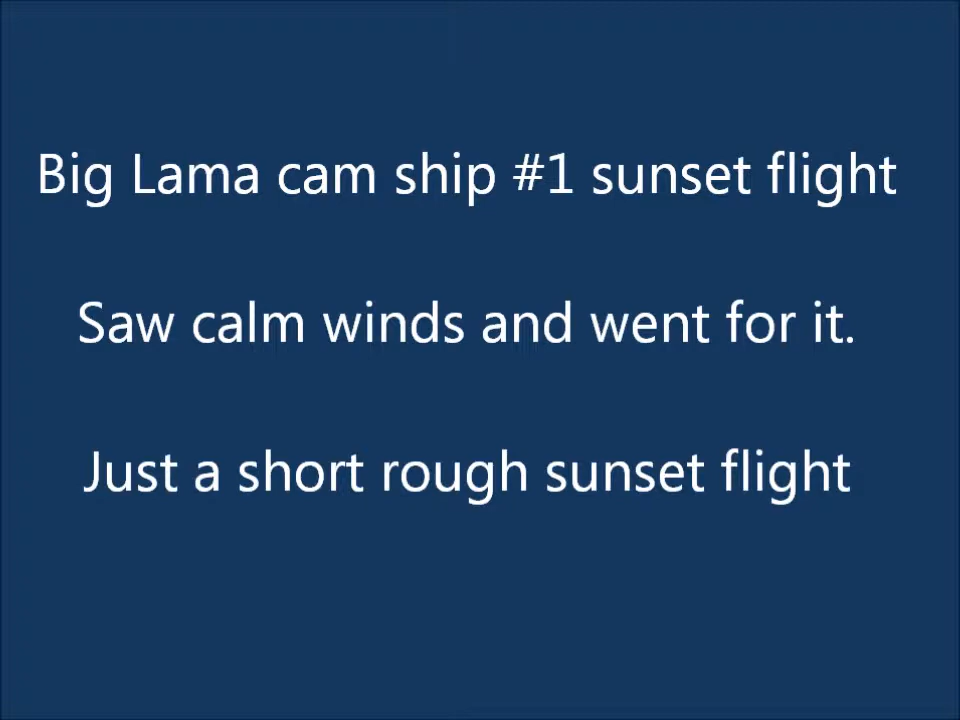 Big Lama cam ship #1 sunset flight
Saw calm winds and went for it.
Just a short rough sunset flight